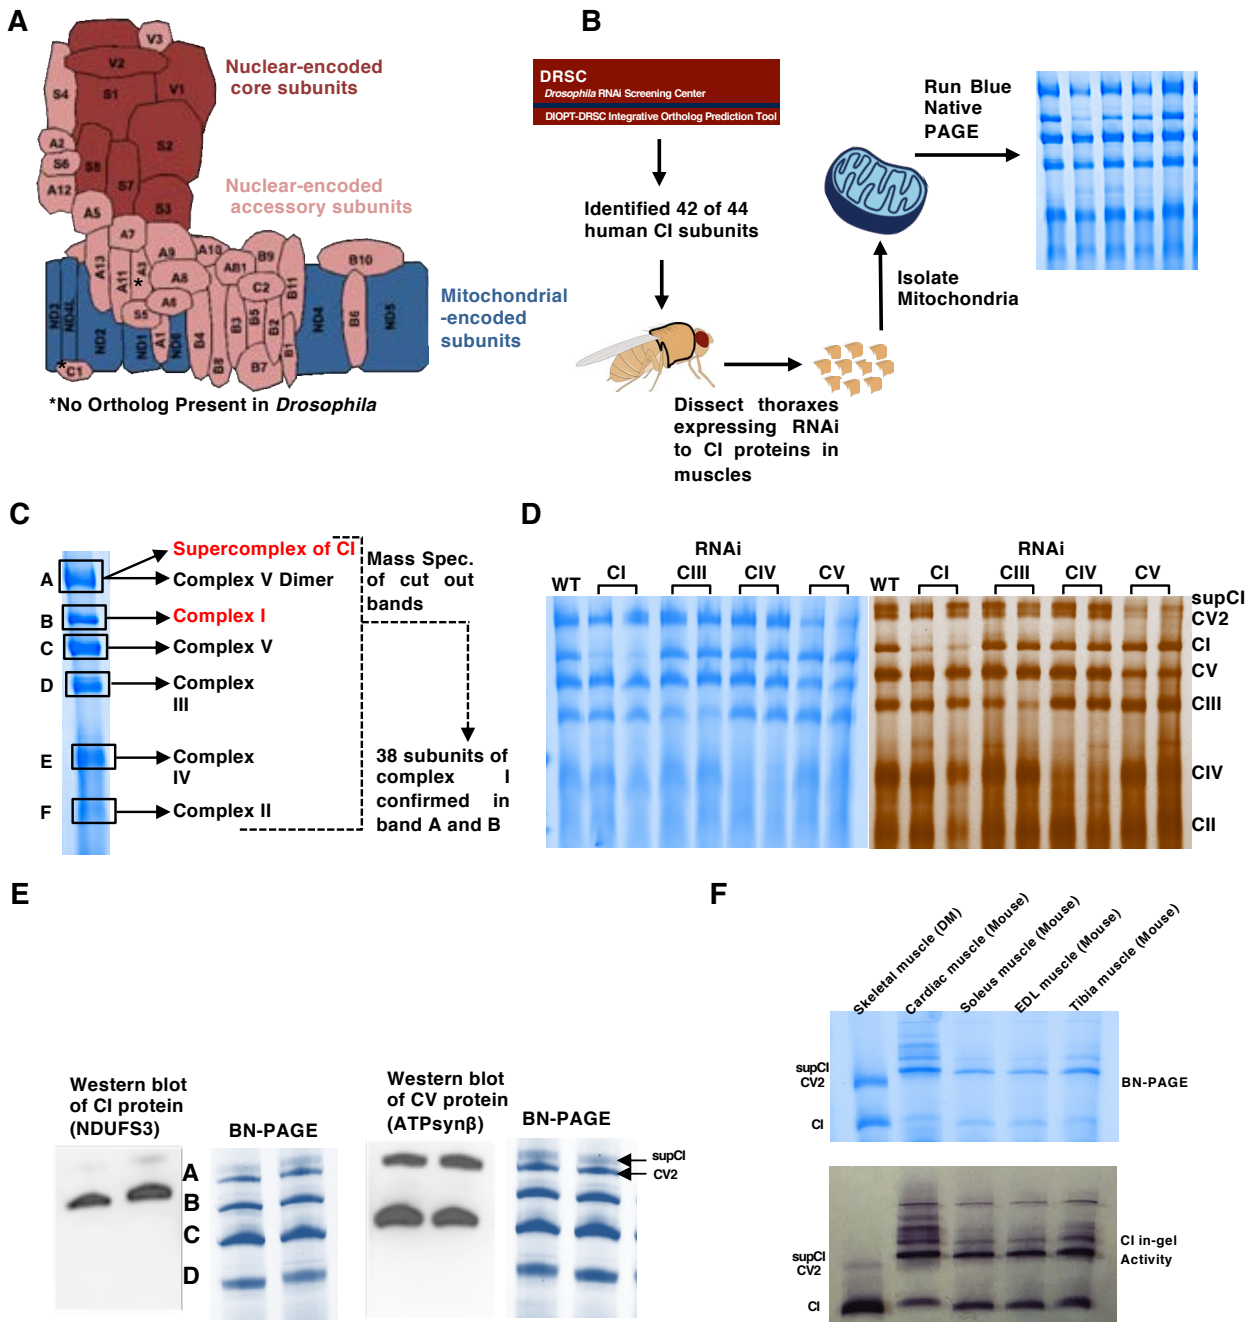 A
V3
V2
S4
S1
V1
A2
S6
S8
S2
A12
S7
S3
A5
A7
A9
A10
A13
A11
A3
*
A8
AB1
B9
B10
B11
C2
A6
S5
ND3
ND4L
ND2
ND1
A1
ND6
B4
B8
B3
B5
B2
B7
B1
ND4
B6
ND5
*
C1
Nuclear-encoded
core subunits
Nuclear-encoded
accessory subunits
Mitochondrial
-encoded
subunits
*No Ortholog Present in Drosophila
B
DRSC
Drosophila RNAi Screening Center
DIOPT-DRSC Integrative Ortholog Prediction Tool
Identified 42 of 44
human CI subunits
Dissect thoraxes
expressing RNAi
to CI proteins in
muscles
Isolate
Mitochondria
Run Blue
Native
PAGE
C
A
B
C
D
E
F
Supercomplex of CI
Complex V Dimer
Complex I
Complex V
Complex
III
Complex
IV
Complex II
Mass Spec.
of cut out
bands
38 subunits of
complex I
confirmed in
band A and B
D
RNAi
WT CI CIII CIV CV
RNAi
WT CI CIII CIV CV
supCI
CV2
CI
CV
CIII
CIV
CII
E
Western blot
of CI protein
(NDUFS3)
BN-PAGE
A
B
C
D
Western blot
of CV protein
(ATPsynβ)
BN-PAGE
supCI
CV2
F
Skeletal muscle (DM)
Cardiac muscle (Mouse)
Soleus muscle (Mouse)
EDL muscle (Mouse)
Tibia muscle (Mouse)
supCI
CV2
CI
BN-PAGE
supCI
CV2
CI
CI in-gel
Activity